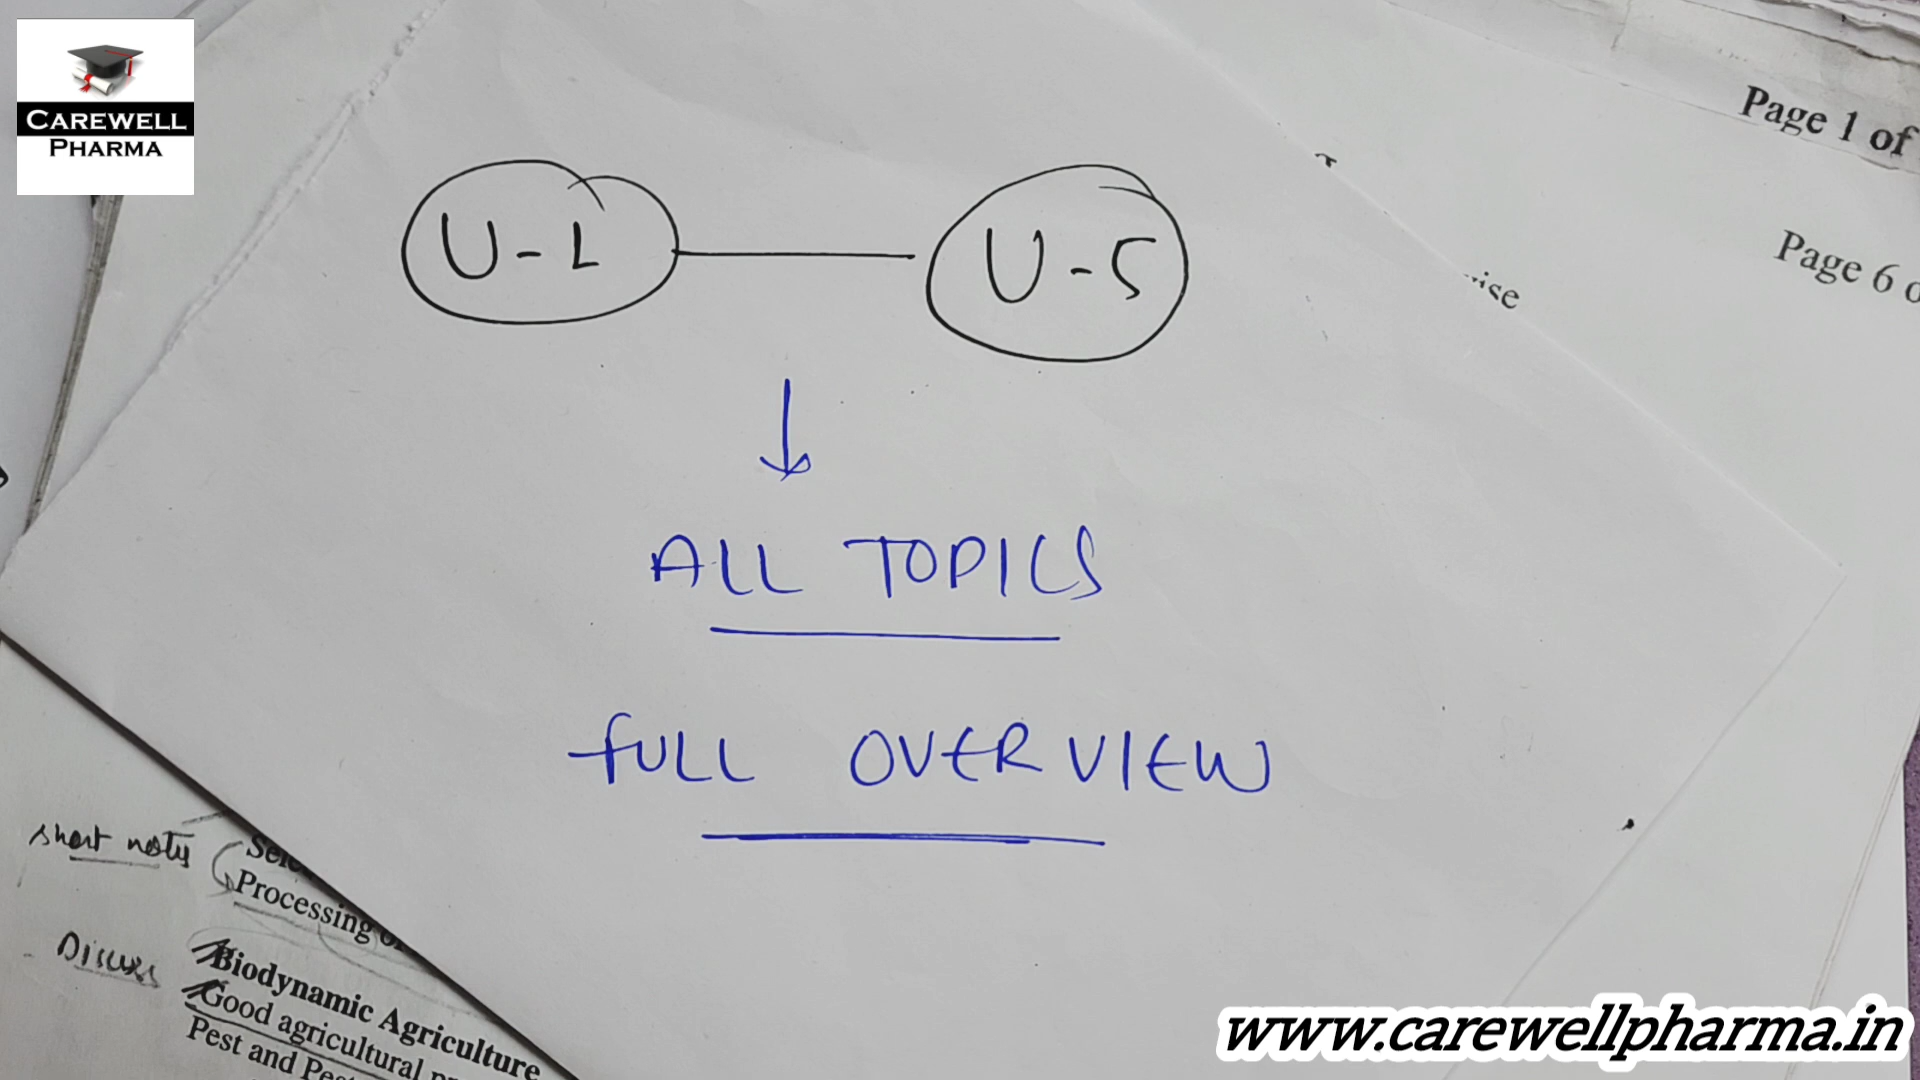 CAREWELL
PHARMA
Page 1 of
Page 6 o
U-1
U-5
ALL TOPICS
FULL OVERVIEW
short notes
Processing
Discuss
Biodynamic Agriculture
Good agricultural
Pest and
www.carewellpharma.in